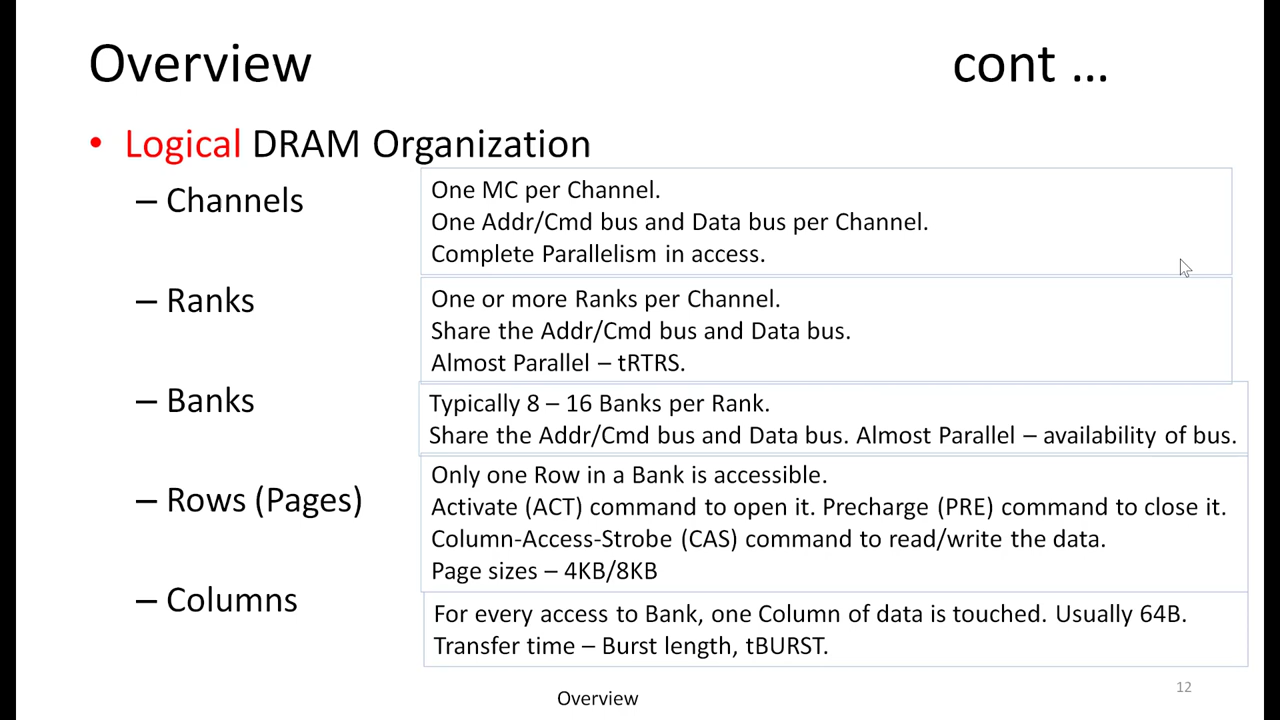 Overview cont ...
• Logical DRAM Organization
– Channels
One MC per Channel.
One Addr/Cmd bus and Data bus per Channel.
Complete Parallelism in access.
– Ranks
One or more Ranks per Channel.
Share the Addr/Cmd bus and Data bus.
Almost Parallel – tRTRS.
– Banks
Typically 8 – 16 Banks per Rank.
Share the Addr/Cmd bus and Data bus. Almost Parallel – availability of bus.
– Rows (Pages)
Only one Row in a Bank is accessible.
Activate (ACT) command to open it. Precharge (PRE) command to close it.
Column-Access-Strobe (CAS) command to read/write the data.
Page sizes – 4KB/8KB
– Columns
For every access to Bank, one Column of data is touched. Usually 64B.
Transfer time – Burst length, tBURST.
Overview
12